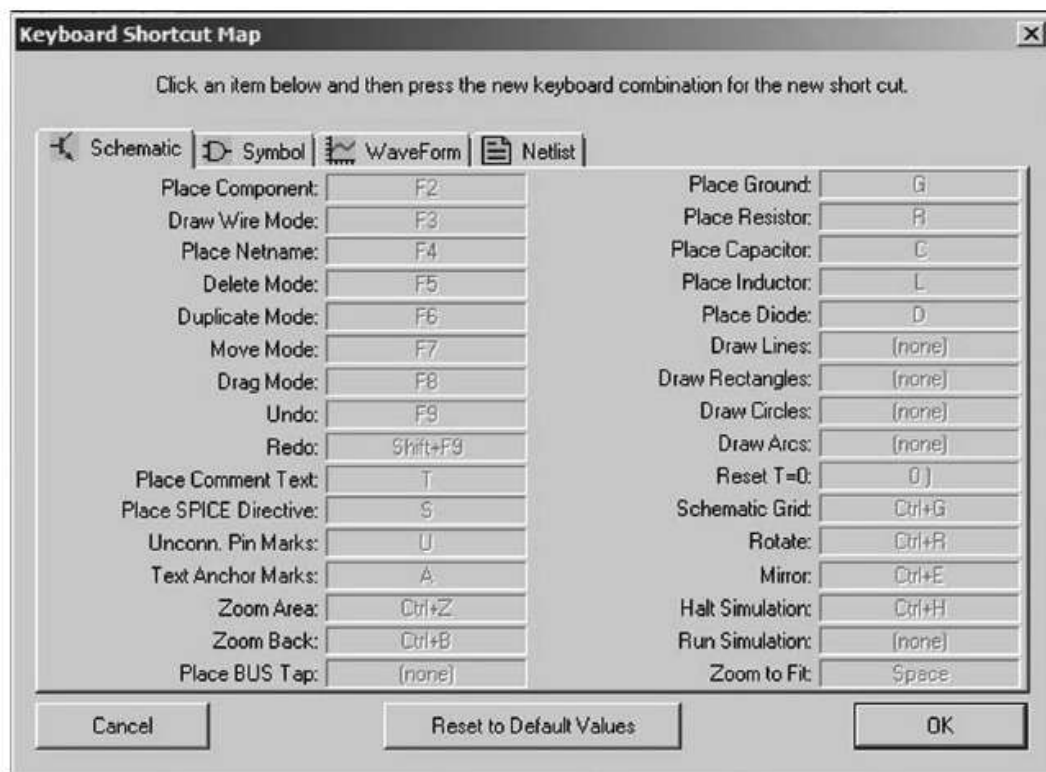 Keyboard Shortcut Map
Click an item below and then press the new keyboard combination for the new short cut.
Schematic Symbol WaveForm Netlist
Place Component: F2
Draw Wire Mode: F3
Place Netname: F4
Delete Mode: F5
Duplicate Mode: F6
Move Mode: F7
Drag Mode: F8
Undo: F9
Redo: Shift+F9
Place Comment Text: T
Place SPICE Directive: S
Unconn. Pin Marks: U
Text Anchor Marks: A
Zoom Area: Ctrl+Z
Zoom Back: Ctrl+B
Place BUS Tap: (none)
Place Ground: G
Place Resistor: R
Place Capacitor: C
Place Inductor: L
Place Diode: D
Draw Lines: (none)
Draw Rectangles: (none)
Draw Circles: (none)
Draw Arcs: (none)
Reset T=0: 0 )
Schematic Grid: Ctrl+G
Rotate: Ctrl+R
Mirror: Ctrl+E
Halt Simulation: Ctrl+H
Run Simulation: (none)
Zoom to Fit: Space
Cancel Reset to Default Values OK